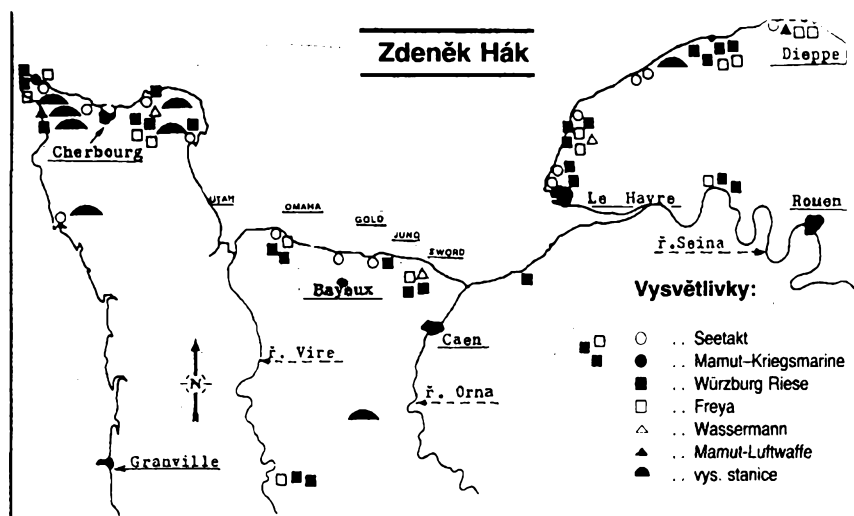 Zdeněk Hák
Dieppe
Cherbourg
UTAH
OMAHA
GOLD
JUNO
SWORD
Le Havre
Rouen
ř.Seina
Bayeux
Caen
ř. Vire
ř. Orna
N
Granville
Vysvětlivky:
.. Seetakt
.. Mamut-Kriegsmarine
.. Würzburg Riese
.. Freya
.. Wassermann
.. Mamut-Luftwaffe
.. vys. stanice